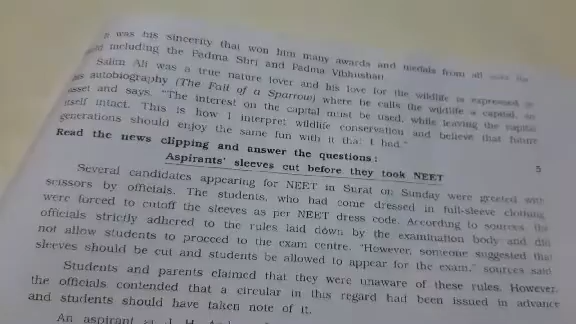 was his sincerity that won him many awards and medals from all over the
including the Padma Shri and Padma Vibhushan.
Salim Ali was a true nature lover and his love for the wildlife is expressed in
his autobiography (The Fall of a Sparrow) where he calls the wildlife a capital, an
asset and says, "The interest on the capital must be used, while leaving the capital
itself intact. This is how I interpret wildlife conservation and believe that future
generations should enjoy the same fun with it that I had."
Read the news clipping and answer the questions : 5
Aspirants' sleeves cut before they took NEET
Several candidates appearing for NEET in Surat on Sunday were greeted with
scissors by officials. The students, who had come dressed in full-sleeve clothing
were forced to cutoff the sleeves as per NEET dress code. According to sources, the
officials strictly adhered to the rules laid down by the examination body and did
not allow students to proceed to the exam centre. "However, someone suggested that
sleeves should be cut and students be allowed to appear for the exam," sources said
Students and parents claimed that they were unaware of these rules. However,
the officials contended that a circular in this regard had been issued in advance
and students should have taken note of it.
An aspirant at J. H.